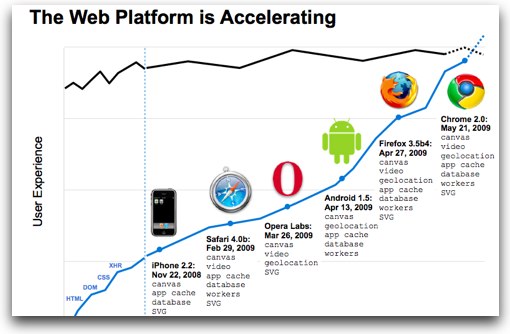 The Web Platform is Accelerating
User Experience
HTML
DOM
CSS
XHR
iPhone 2.2:
Nov 22, 2008
canvas
app cache
database
SVG
Safari 4.0b:
Feb 29, 2009
canvas
video
app cache
database
workers
SVG
Opera Labs:
Mar 26, 2009
canvas
video
geolocation
SVG
Android 1.5:
Apr 13, 2009
canvas
geolocation
app cache
database
workers
Firefox 3.5b4:
Apr 27, 2009
canvas
video
geolocation
app cache
database
workers
SVG
Chrome 2.0:
May 21, 2009
canvas
video
geolocation
app cache
database
workers
SVG